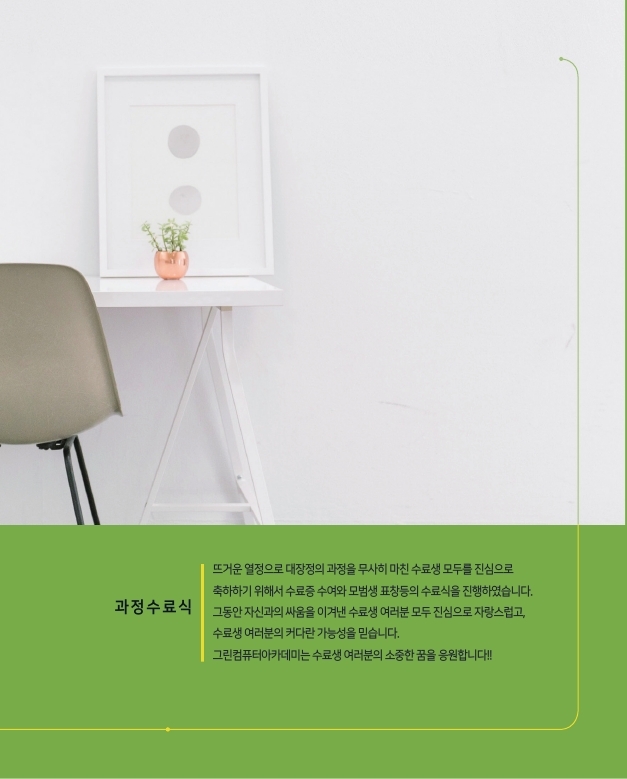 과정수료식
뜨거운 열정으로 대장정의 과정을 무사히 마친 수료생 모두를 진심으로
축하하기 위해서 수료증 수여와 모범생 표창등의 수료식을 진행하였습니다.
그동안 자신과의 싸움을 이겨낸 수료생 여러분 모두 진심으로 자랑스럽고,
수료생 여러분의 커다란 가능성을 믿습니다.
그린컴퓨터아카데미는 수료생 여러분의 소중한 꿈을 응원합니다!!